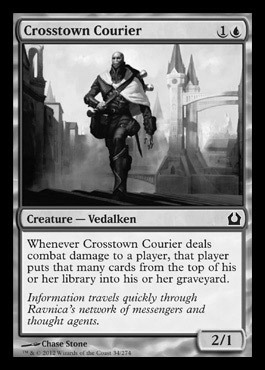 Crosstown Courier 1
Creature — Vedalken
Whenever Crosstown Courier deals
combat damage to a player, that player
puts that many cards from the top of his
or her library into his or her graveyard.
Information travels quickly through
Ravnica's network of messengers and
thought agents.
2/1
Chase Stone
™ & © 2012 Wizards of the Coast 34/274